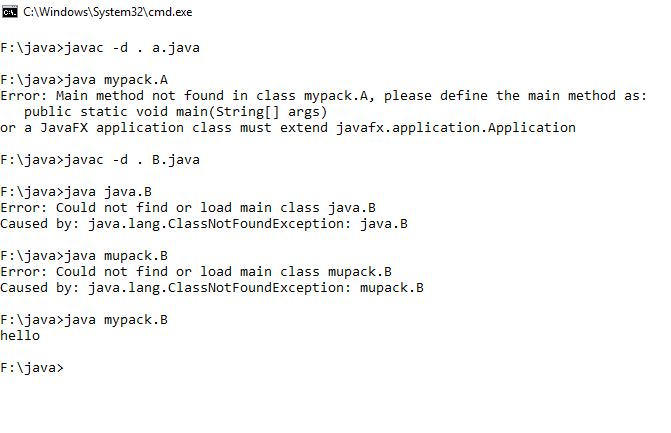 C:\Windows\System32\cmd.exe
F:\java>javac -d . a.java
F:\java>java mypack.A
Error: Main method not found in class mypack.A, please define the main method as:
   public static void main(String[] args)
or a JavaFX application class must extend javafx.application.Application
F:\java>javac -d . B.java
F:\java>java java.B
Error: Could not find or load main class java.B
Caused by: java.lang.ClassNotFoundException: java.B
F:\java>java mupack.B
Error: Could not find or load main class mupack.B
Caused by: java.lang.ClassNotFoundException: mupack.B
F:\java>java mypack.B
hello
F:\java>